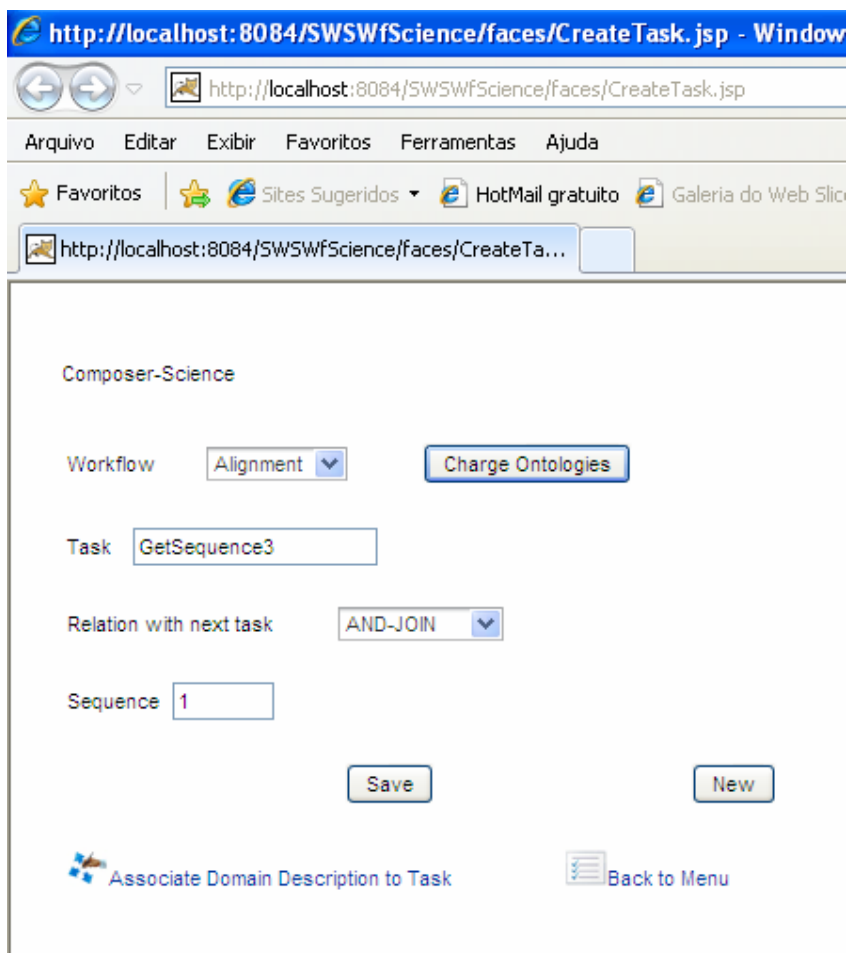 http://localhost:8084/SWSWfScience/faces/CreateTask.jsp - Window
http://localhost:8084/SWSWfScience/faces/CreateTask.jsp
Arquivo Editar Exibir Favoritos Ferramentas Ajuda
Favoritos Sites Sugeridos HotMail gratuito Galeria do Web Slic
http://localhost:8084/SWSWfScience/faces/CreateTa...
Composer-Science
Workflow Alignment Charge Ontologies
Task GetSequence3
Relation with next task AND-JOIN
Sequence 1
Save New
Associate Domain Description to Task Back to Menu